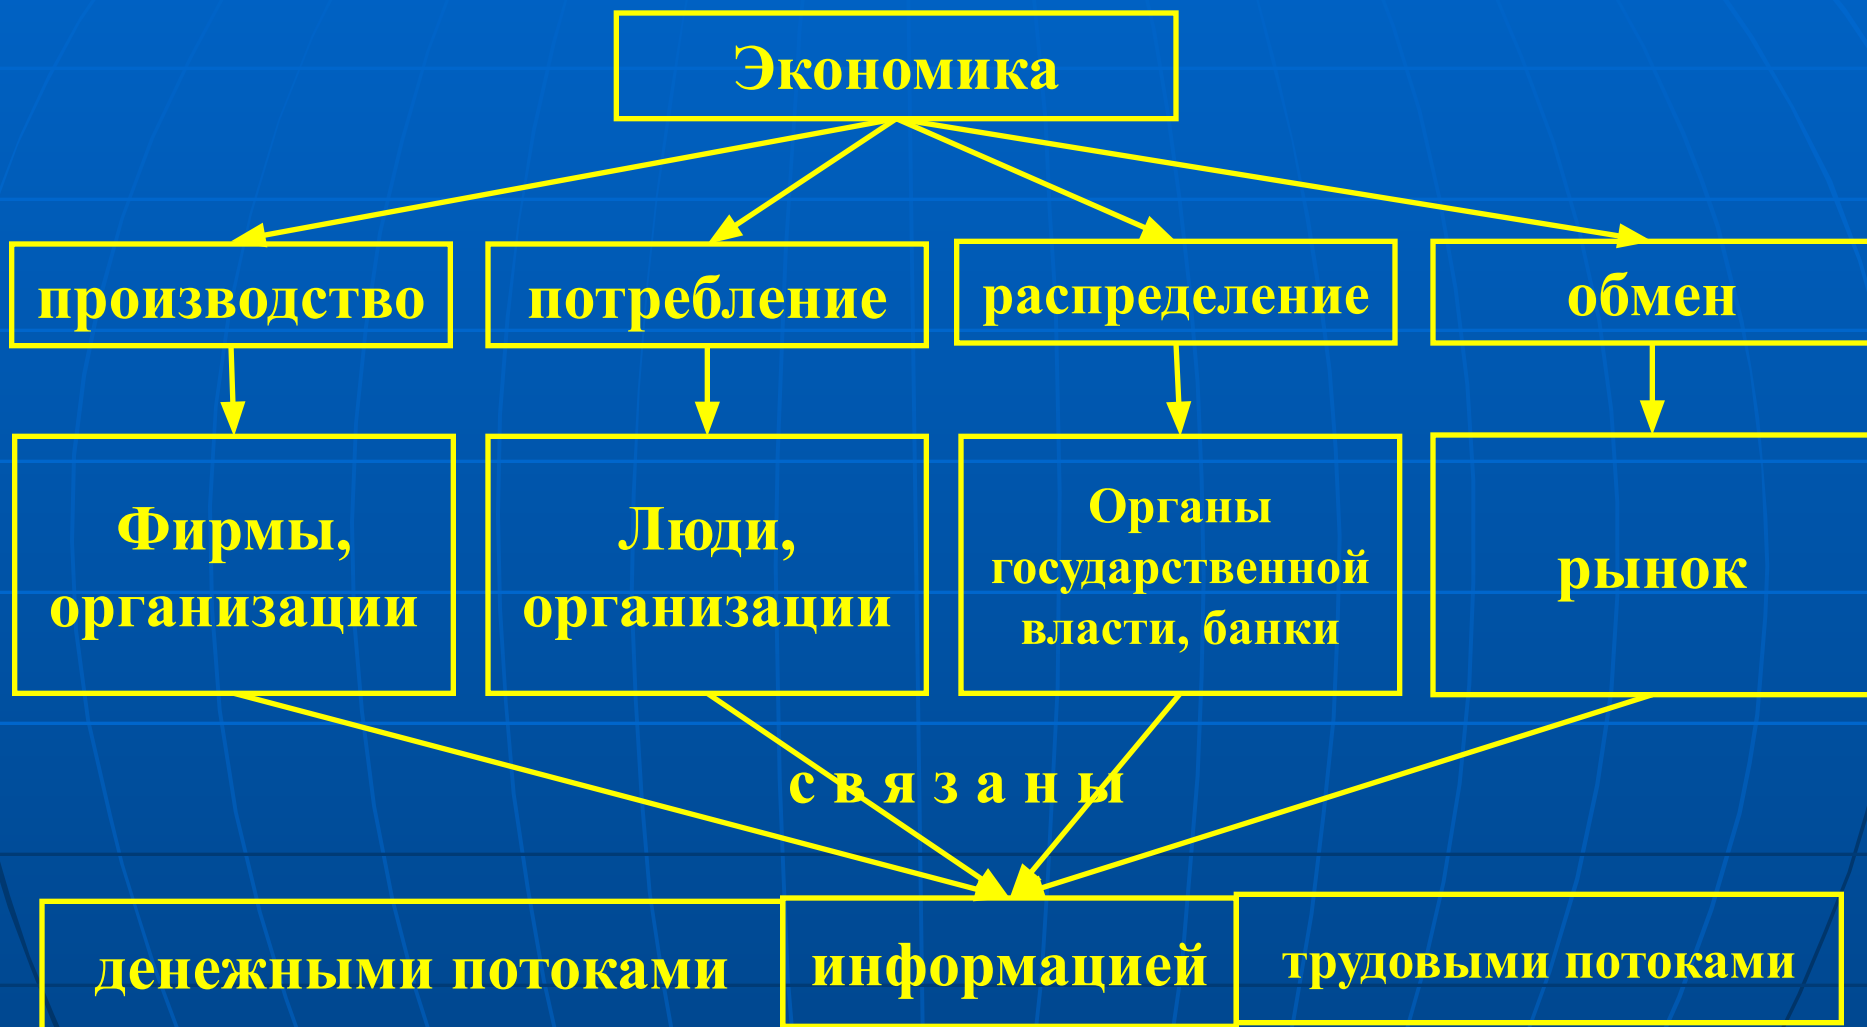 Экономика
производство
потребление
распределение
обмен
Фирмы,
организации
Люди,
организации
Органы
государственной
власти, банки
рынок
с в я з а н ы
денежными потоками
информацией
трудовыми потоками